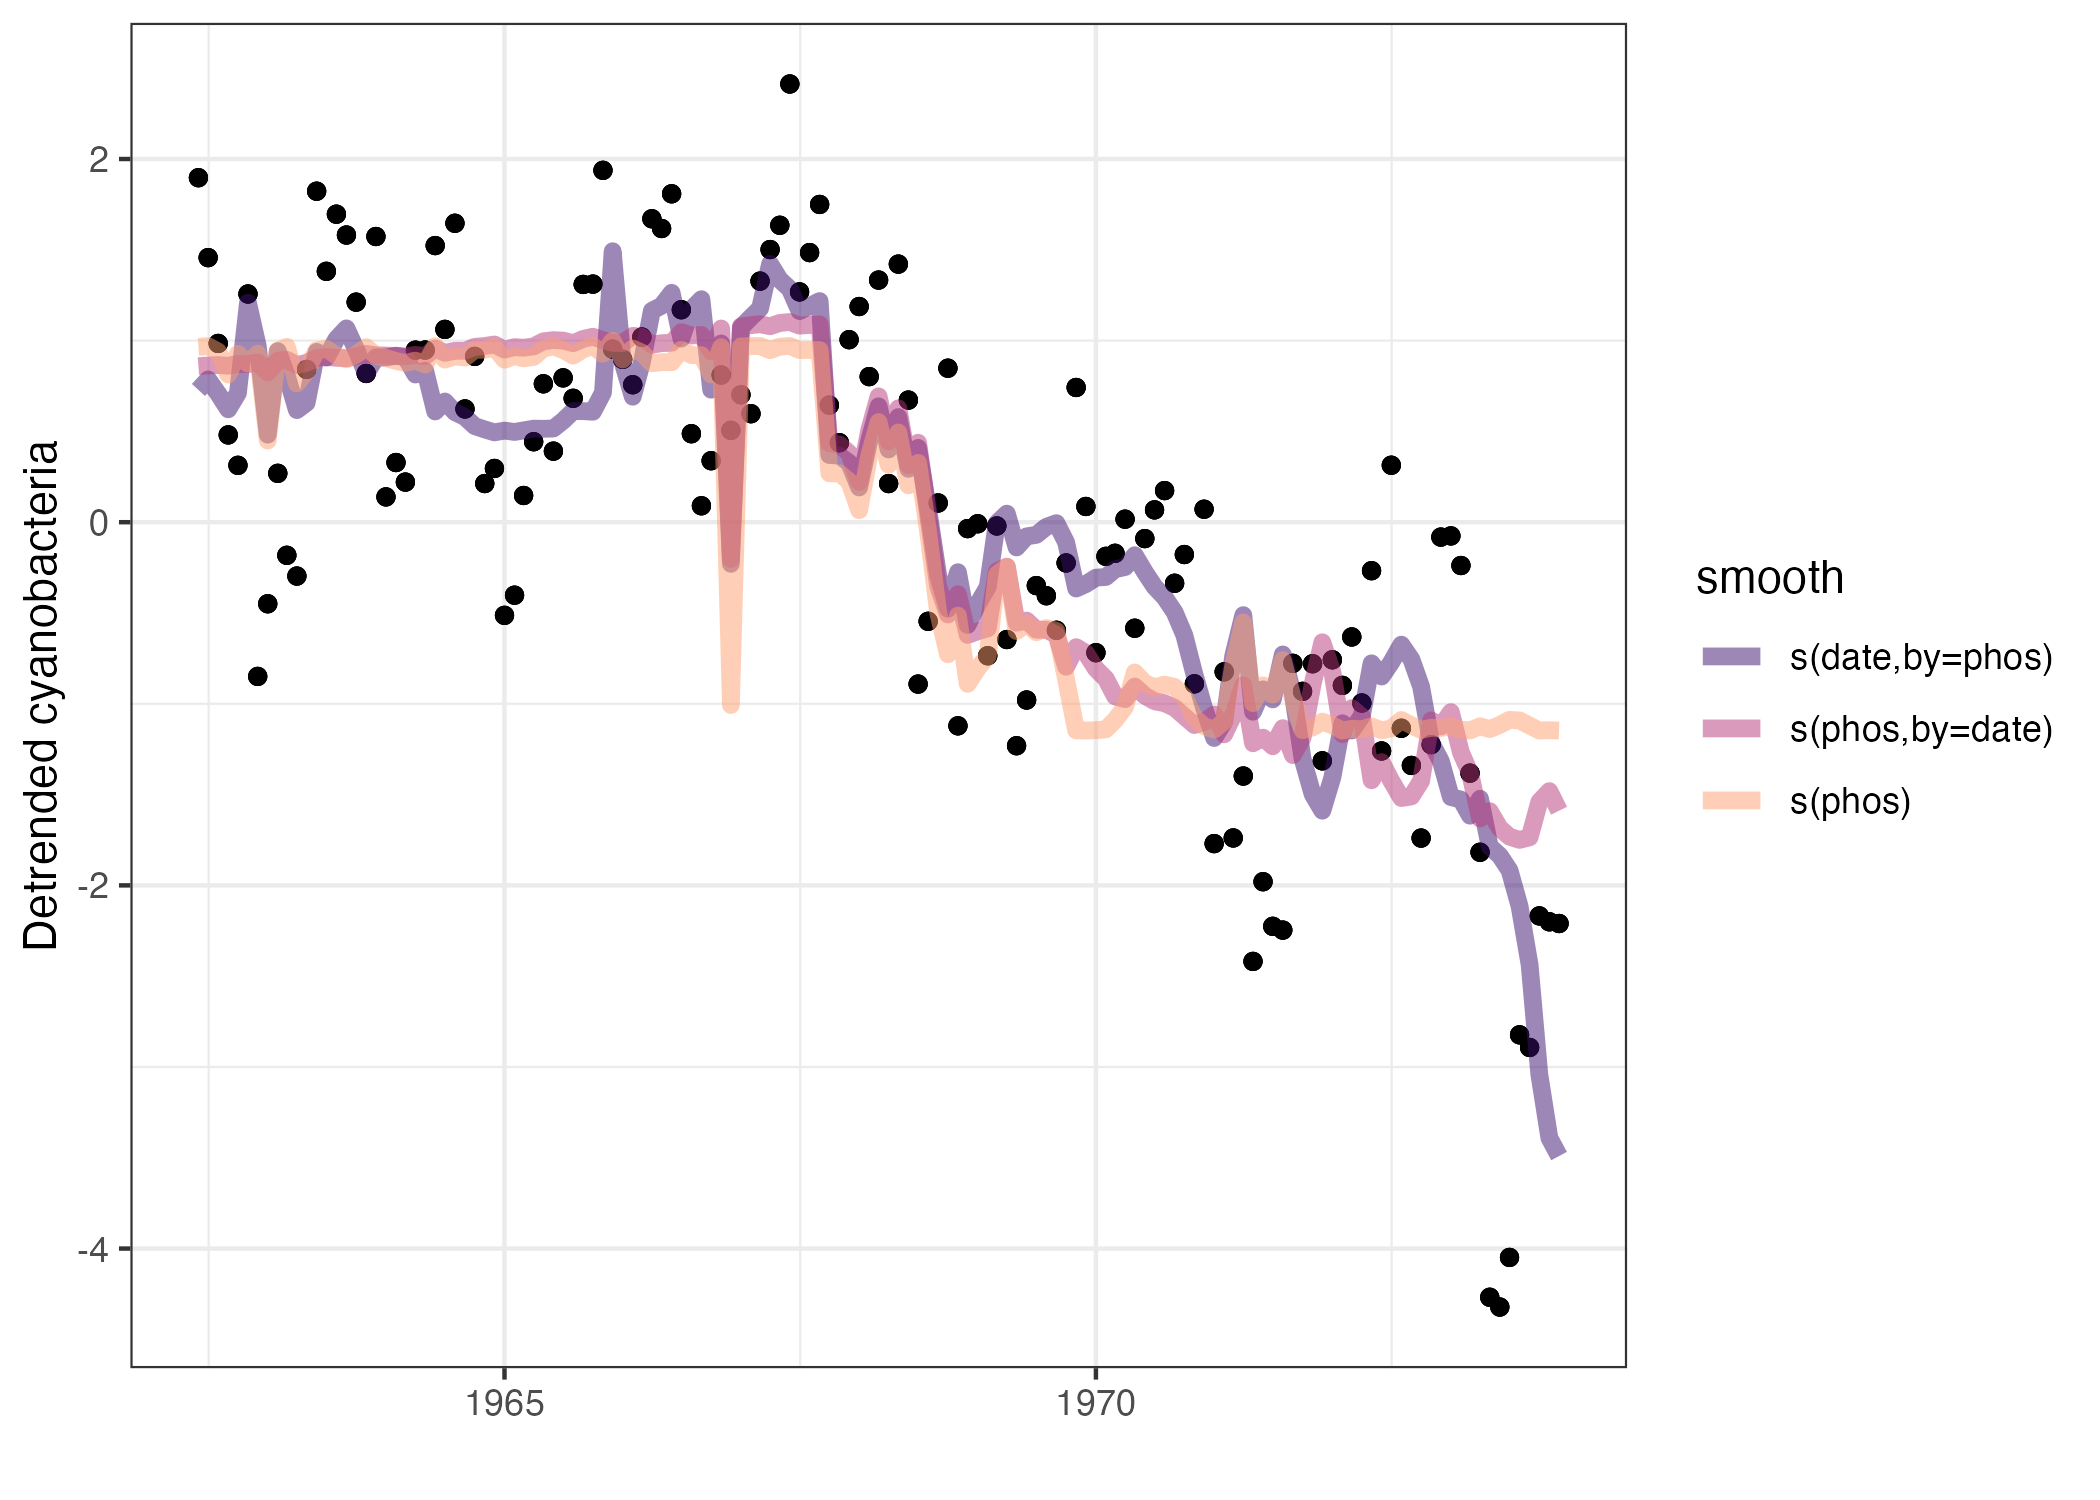 Detrended cyanobacteria
2
0
-2
-4
1965
1970
smooth
s(date,by=phos)
s(phos,by=date)
s(phos)